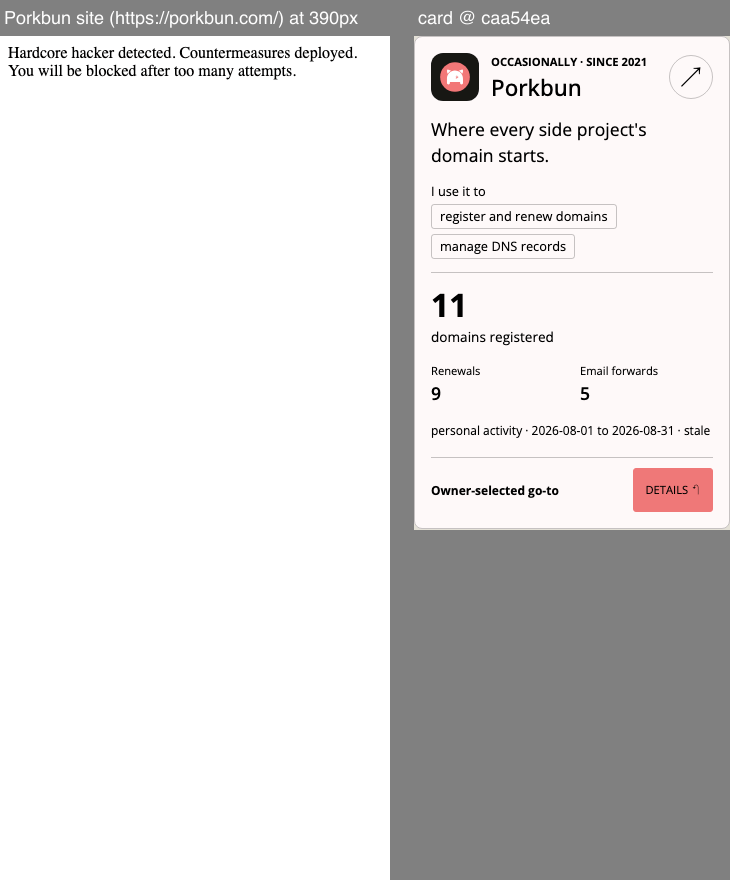 Porkbun site (https://porkbun.com/) at 390px
Hardcore hacker detected. Countermeasures deployed.
You will be blocked after too many attempts.
card @ caa54ea
OCCASIONALLY · SINCE 2021
Porkbun
Where every side project's
domain starts.
I use it to
register and renew domains
manage DNS records
11
domains registered
Renewals
Email forwards
9
5
personal activity · 2026-08-01 to 2026-08-31 · stale
Owner-selected go-to
DETAILS